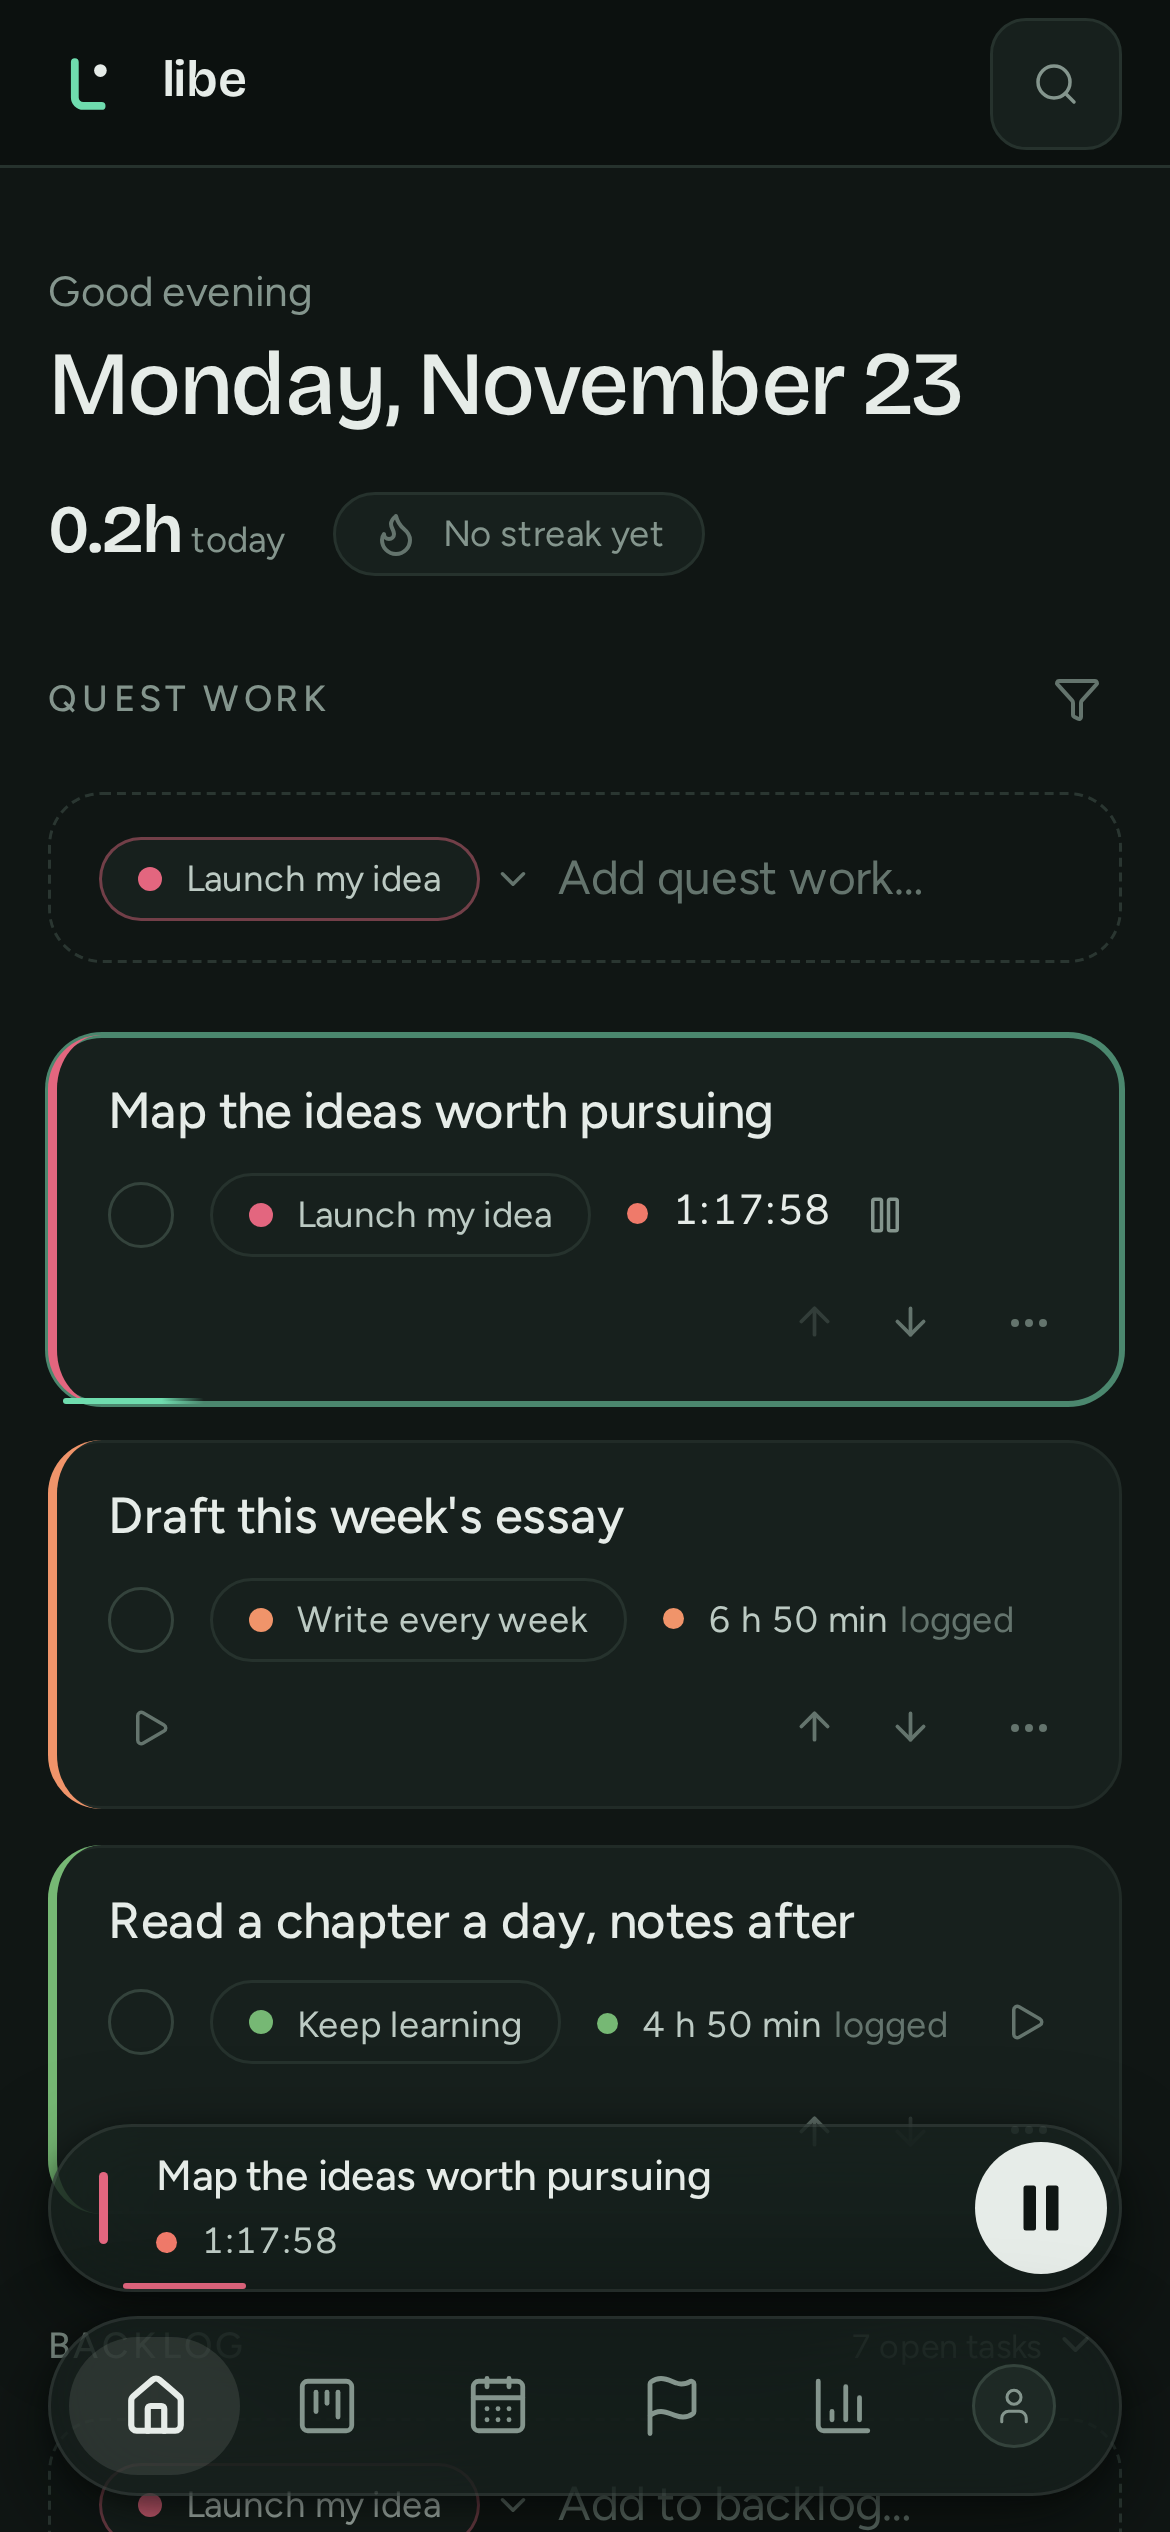 libe
Good evening
Monday, November 23
0.2h today
No streak yet
QUEST WORK
Launch my idea
Add quest work...
Map the ideas worth pursuing
Launch my idea
1:17:58
Draft this week's essay
Write every week
6 h 50 min logged
Read a chapter a day, notes after
Keep learning
4 h 50 min logged
Map the ideas worth pursuing
1:17:58
BACKLOG
7 open tasks
Launch my idea
Add to backlog...